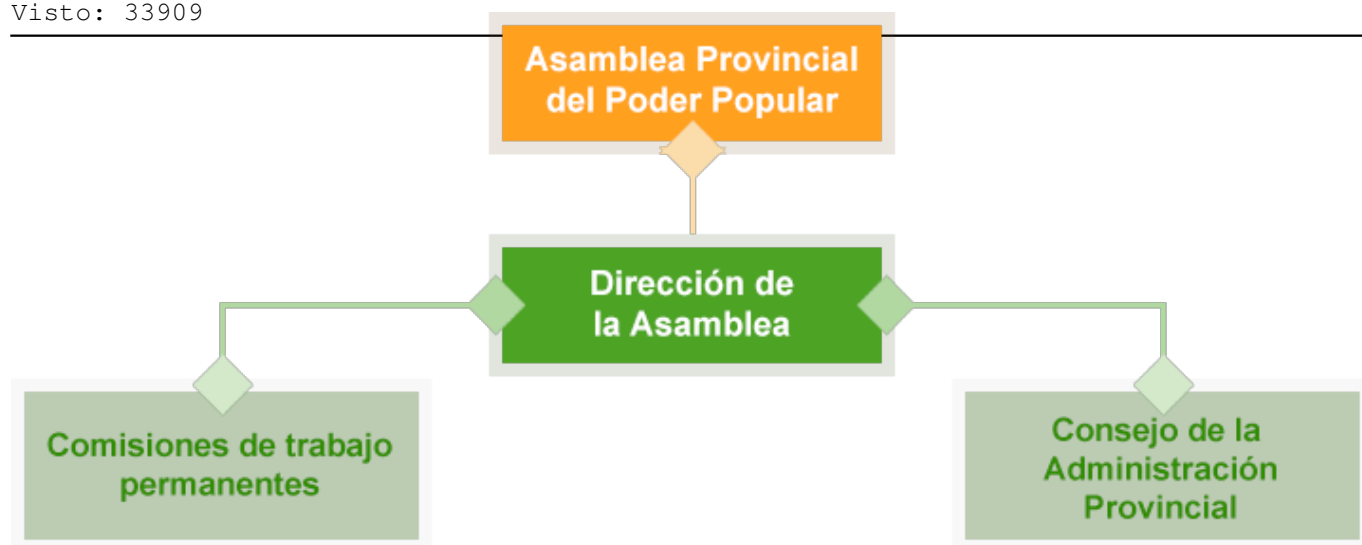 Visto: 33909
Asamblea Provincial
del Poder Popular
Dirección de
la Asamblea
Comisiones de trabajo
permanentes
Consejo de la
Administración
Provincial